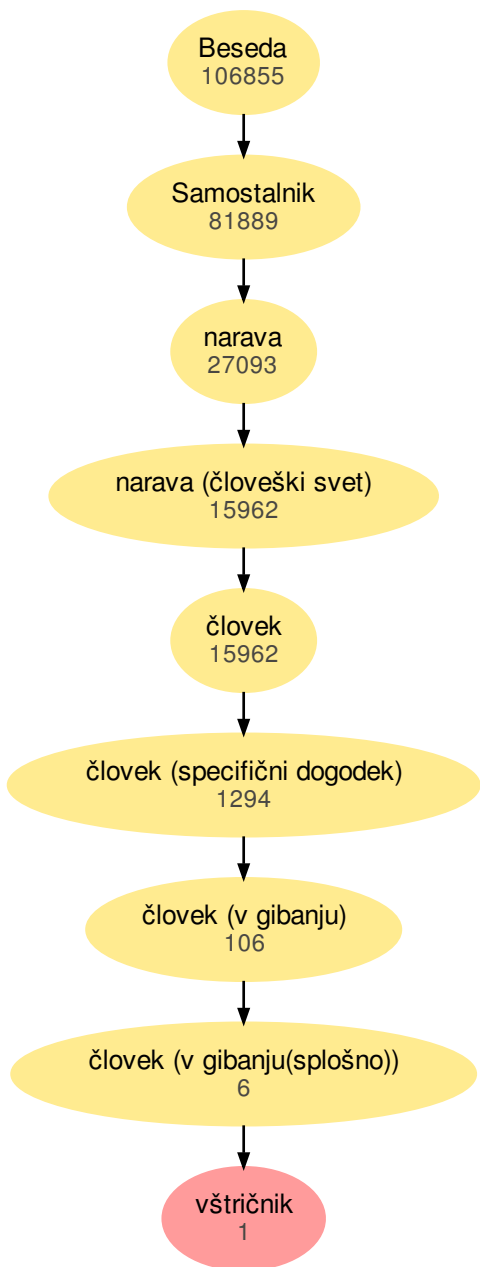 Beseda
106855
Samostalnik
81889
narava
27093
narava (človeški svet)
15962
človek
15962
človek (specifični dogodek)
1294
človek (v gibanju)
106
človek (v gibanju(splošno))
6
vštričnik
1